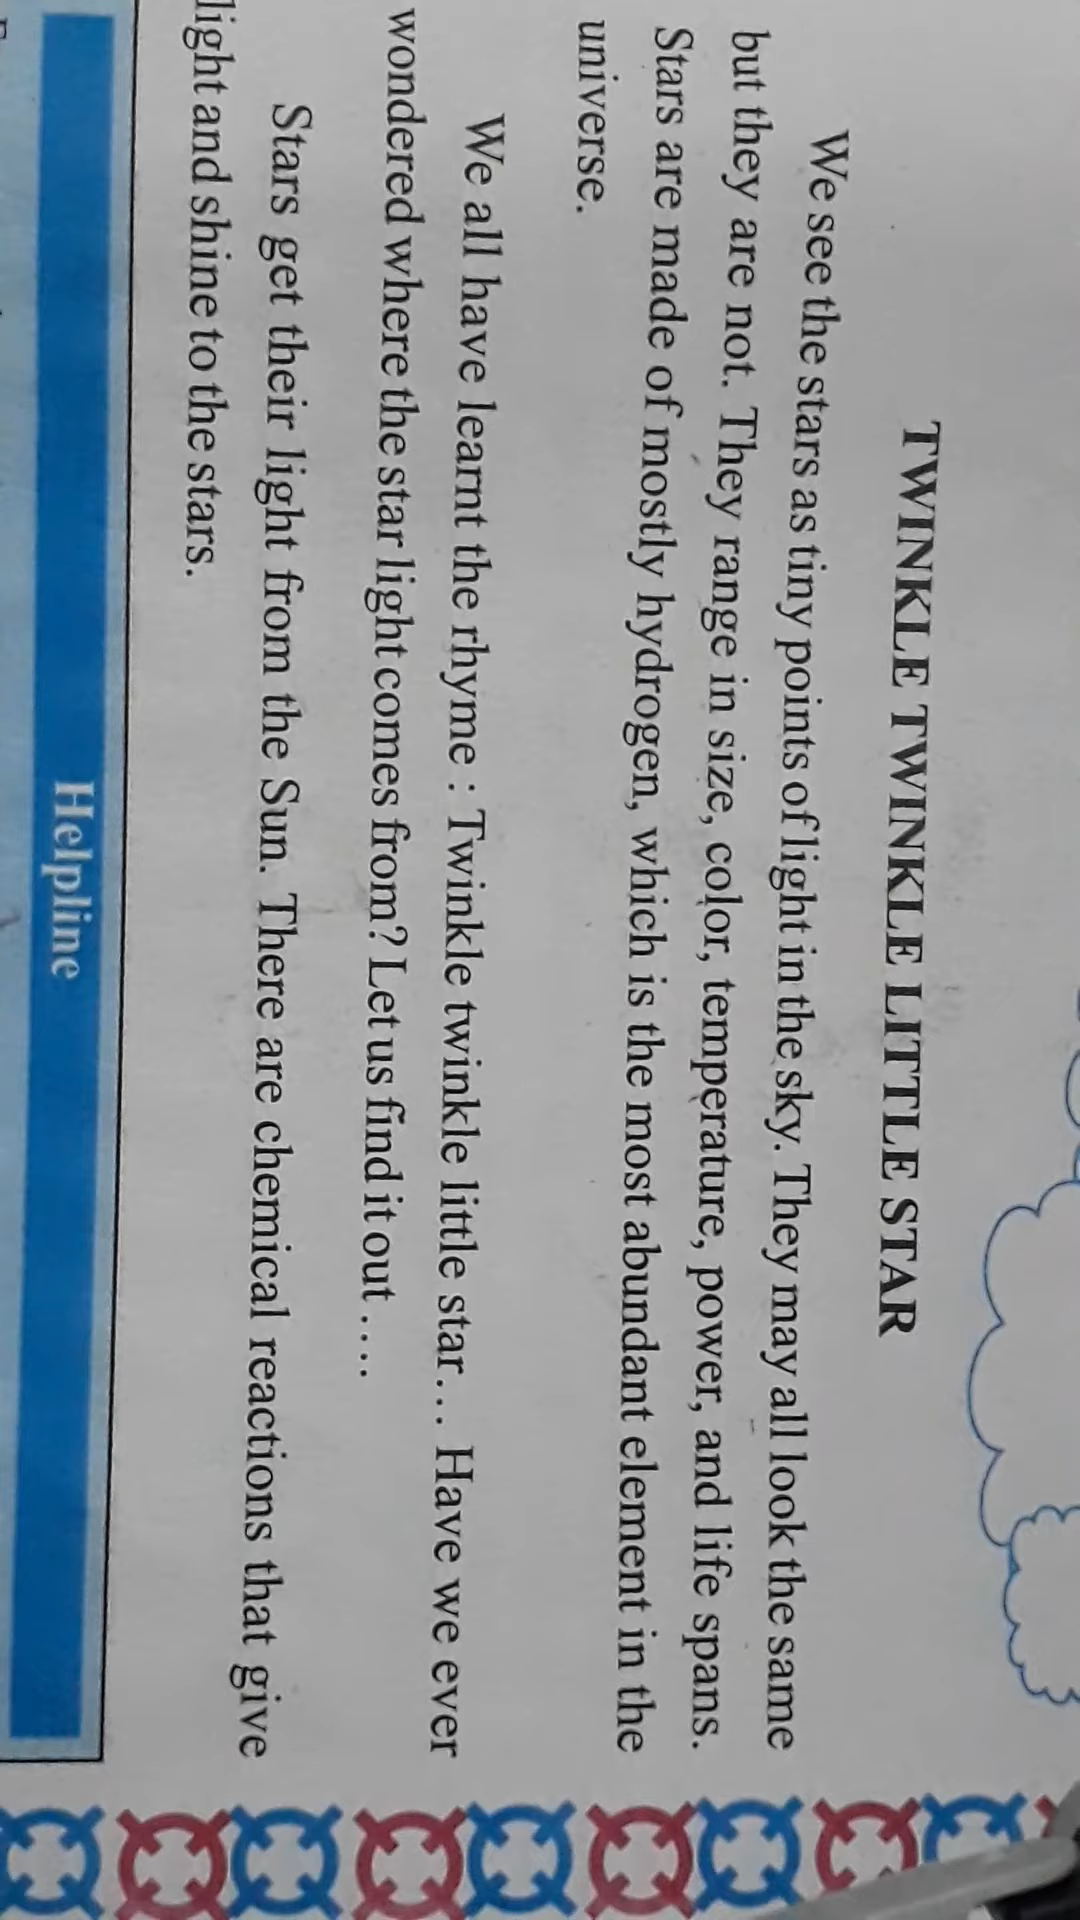 TWINKLE TWINKLE LITTLE STAR
We see the stars as tiny points of light in the sky. They may all look the same
but they are not. They range in size, color, temperature, power, and life spans.
Stars are made of mostly hydrogen, which is the most abundant element in the
universe.
We all have learnt the rhyme : Twinkle twinkle little star... Have we ever
wondered where the star light comes from? Let us find it out ....
Stars get their light from the Sun. There are chemical reactions that give
light and shine to the stars.
Helpline